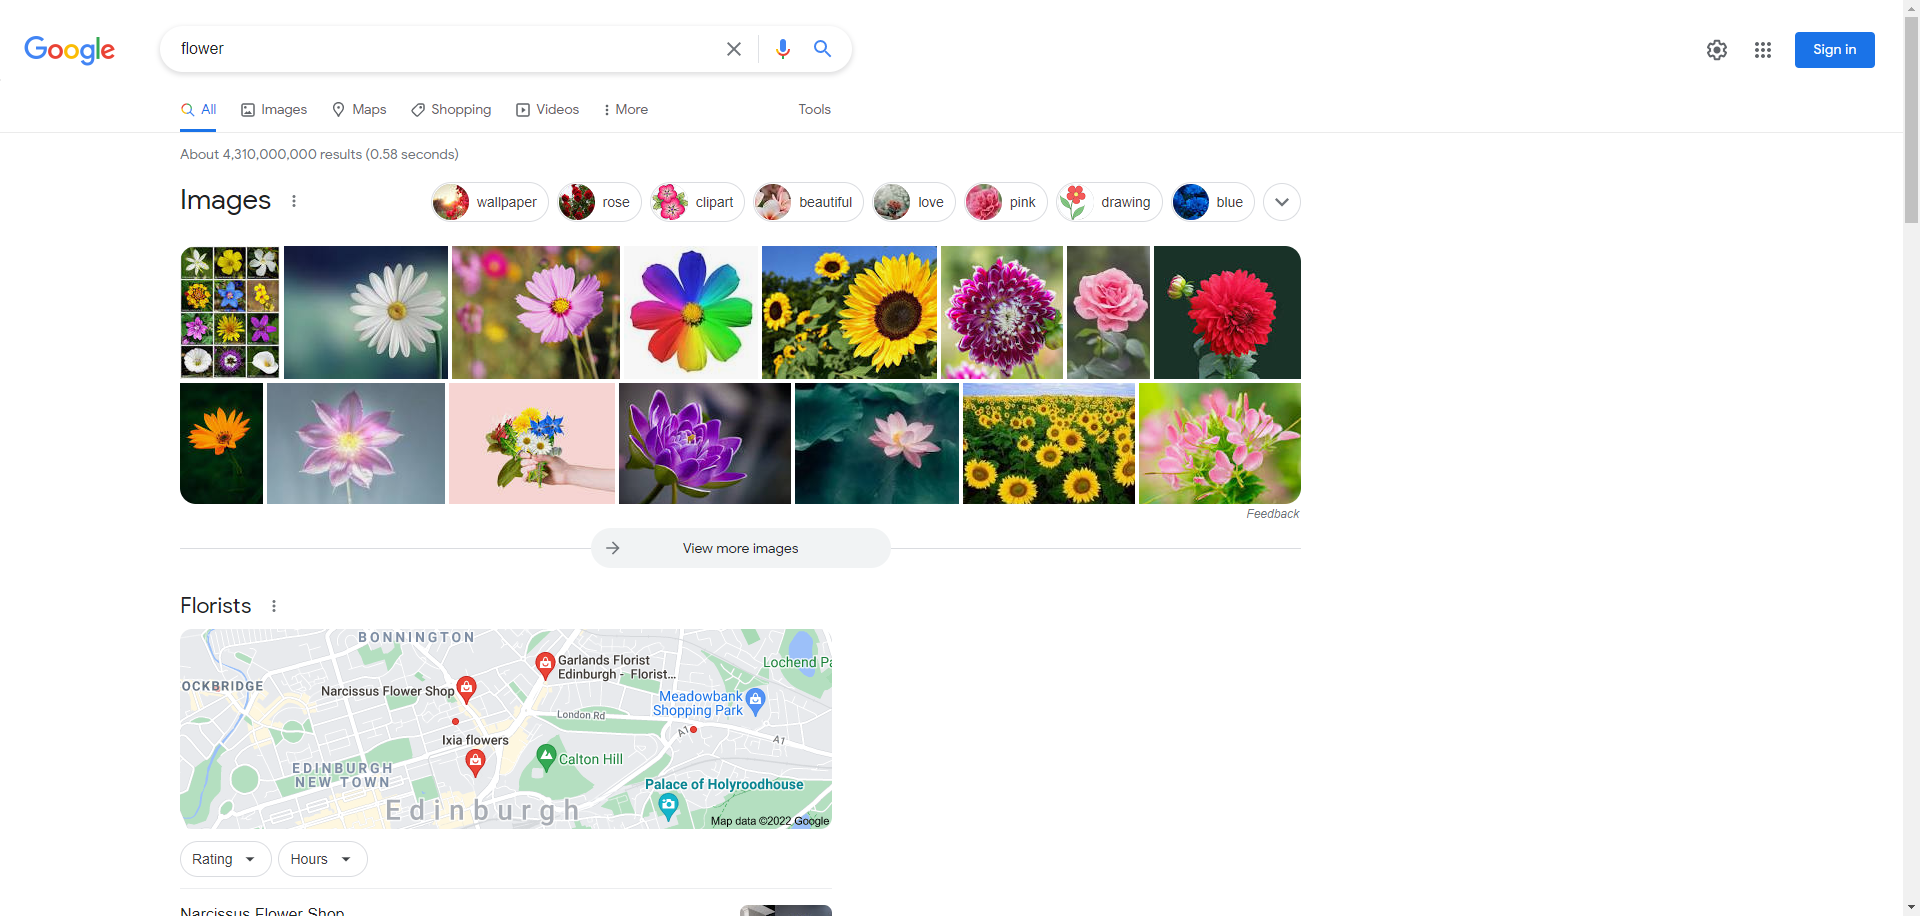 Google
flower
Sign in
All
Images
Maps
Shopping
Videos
More
Tools
About 4,310,000,000 results (0.58 seconds)
Images
wallpaper
rose
clipart
beautiful
love
pink
drawing
blue
Feedback
View more images
Florists
BONNINGTON
Garlands Florist
Edinburgh - Florist...
Lochend Pa
OCKBRIDGE
Narcissus Flower Shop
Meadowbank
Shopping Park
London Rd
A1
A1
Ixia flowers
Calton Hill
EDINBURGH
NEW TOWN
Palace of Holyroodhouse
Edinburgh
Map data ©2022 Google
Rating
Hours
Narcissus Flower Shop